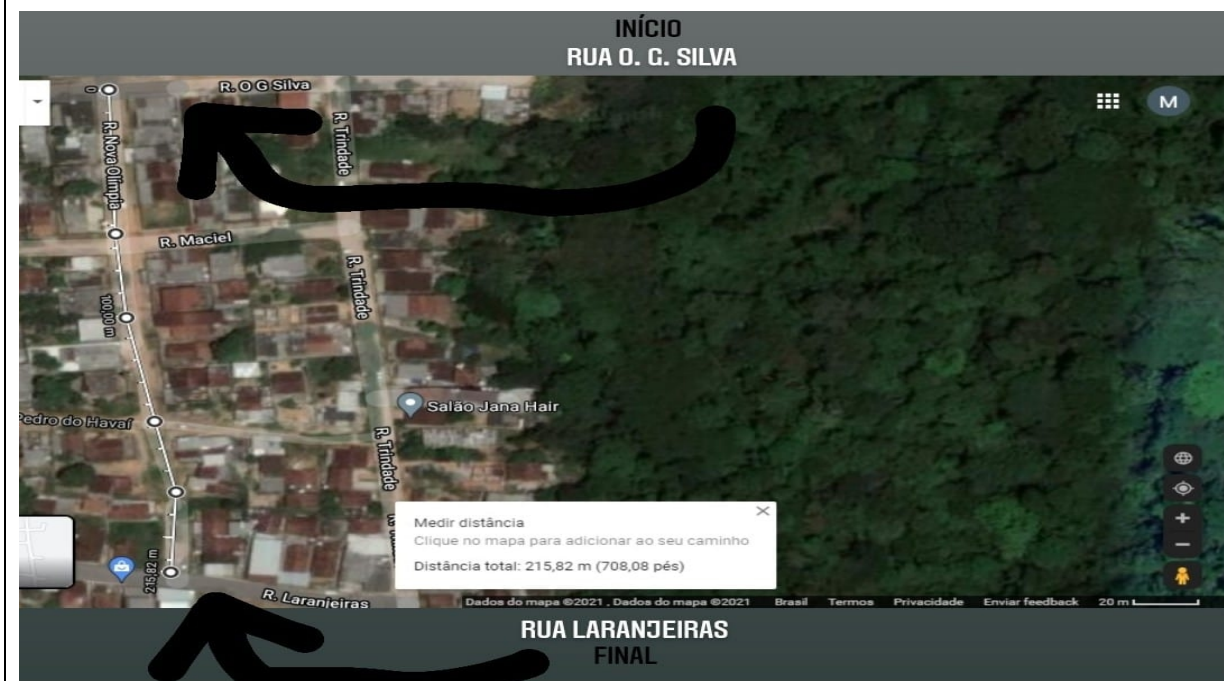 INÍCIO
RUA O. G. SILVA
0
R. O G Silva
M
R. Nova Olímpia
R. Trindade
R. Maciel
R. Trindade
100,00 m
Salão Jana Hair
Pedro do Havaí
R. Trindade
Medir distância
Clique no mapa para adicionar ao seu caminho
Distância total: 215,82 m (708,08 pés)
215,82 m
R. Laranjeiras
Dados do mapa ©2021 , Dados do mapa ©2021 Brasil Termos Privacidade Enviar feedback 20 m
RUA LARANJEIRAS
FINAL